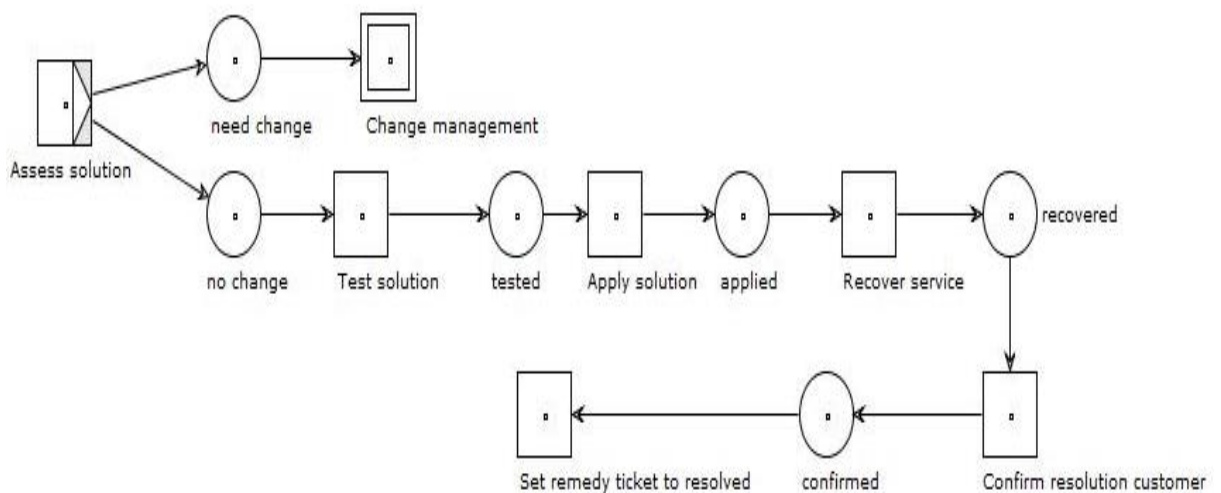 need change
Change management
Assess solution
recovered
no change
Test solution
tested
Apply solution
applied
Recover service
Set remedy ticket to resolved
confirmed
Confirm resolution customer